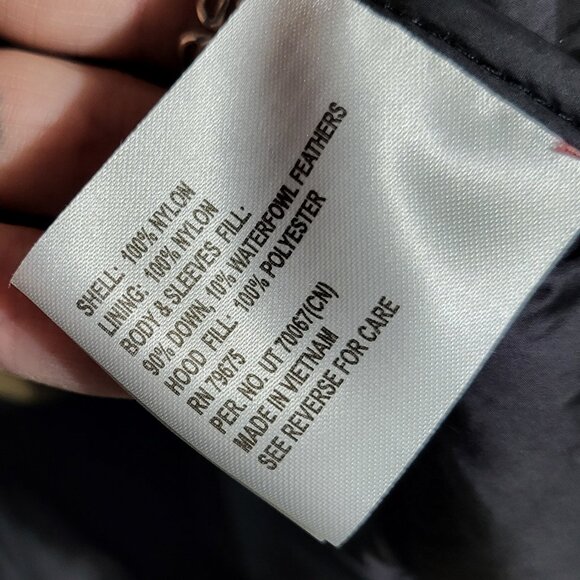 SHELL: 100% NYLON
LINING: 100% NYLON
BODY & SLEEVES FILL:
90% DOWN, 10% WATERFOWL FEATHERS
HOOD FILL: 100% POLYESTER
RN 79675
PER. NO. UT 70067(CN)
MADE IN VIETNAM
SEE REVERSE FOR CARE